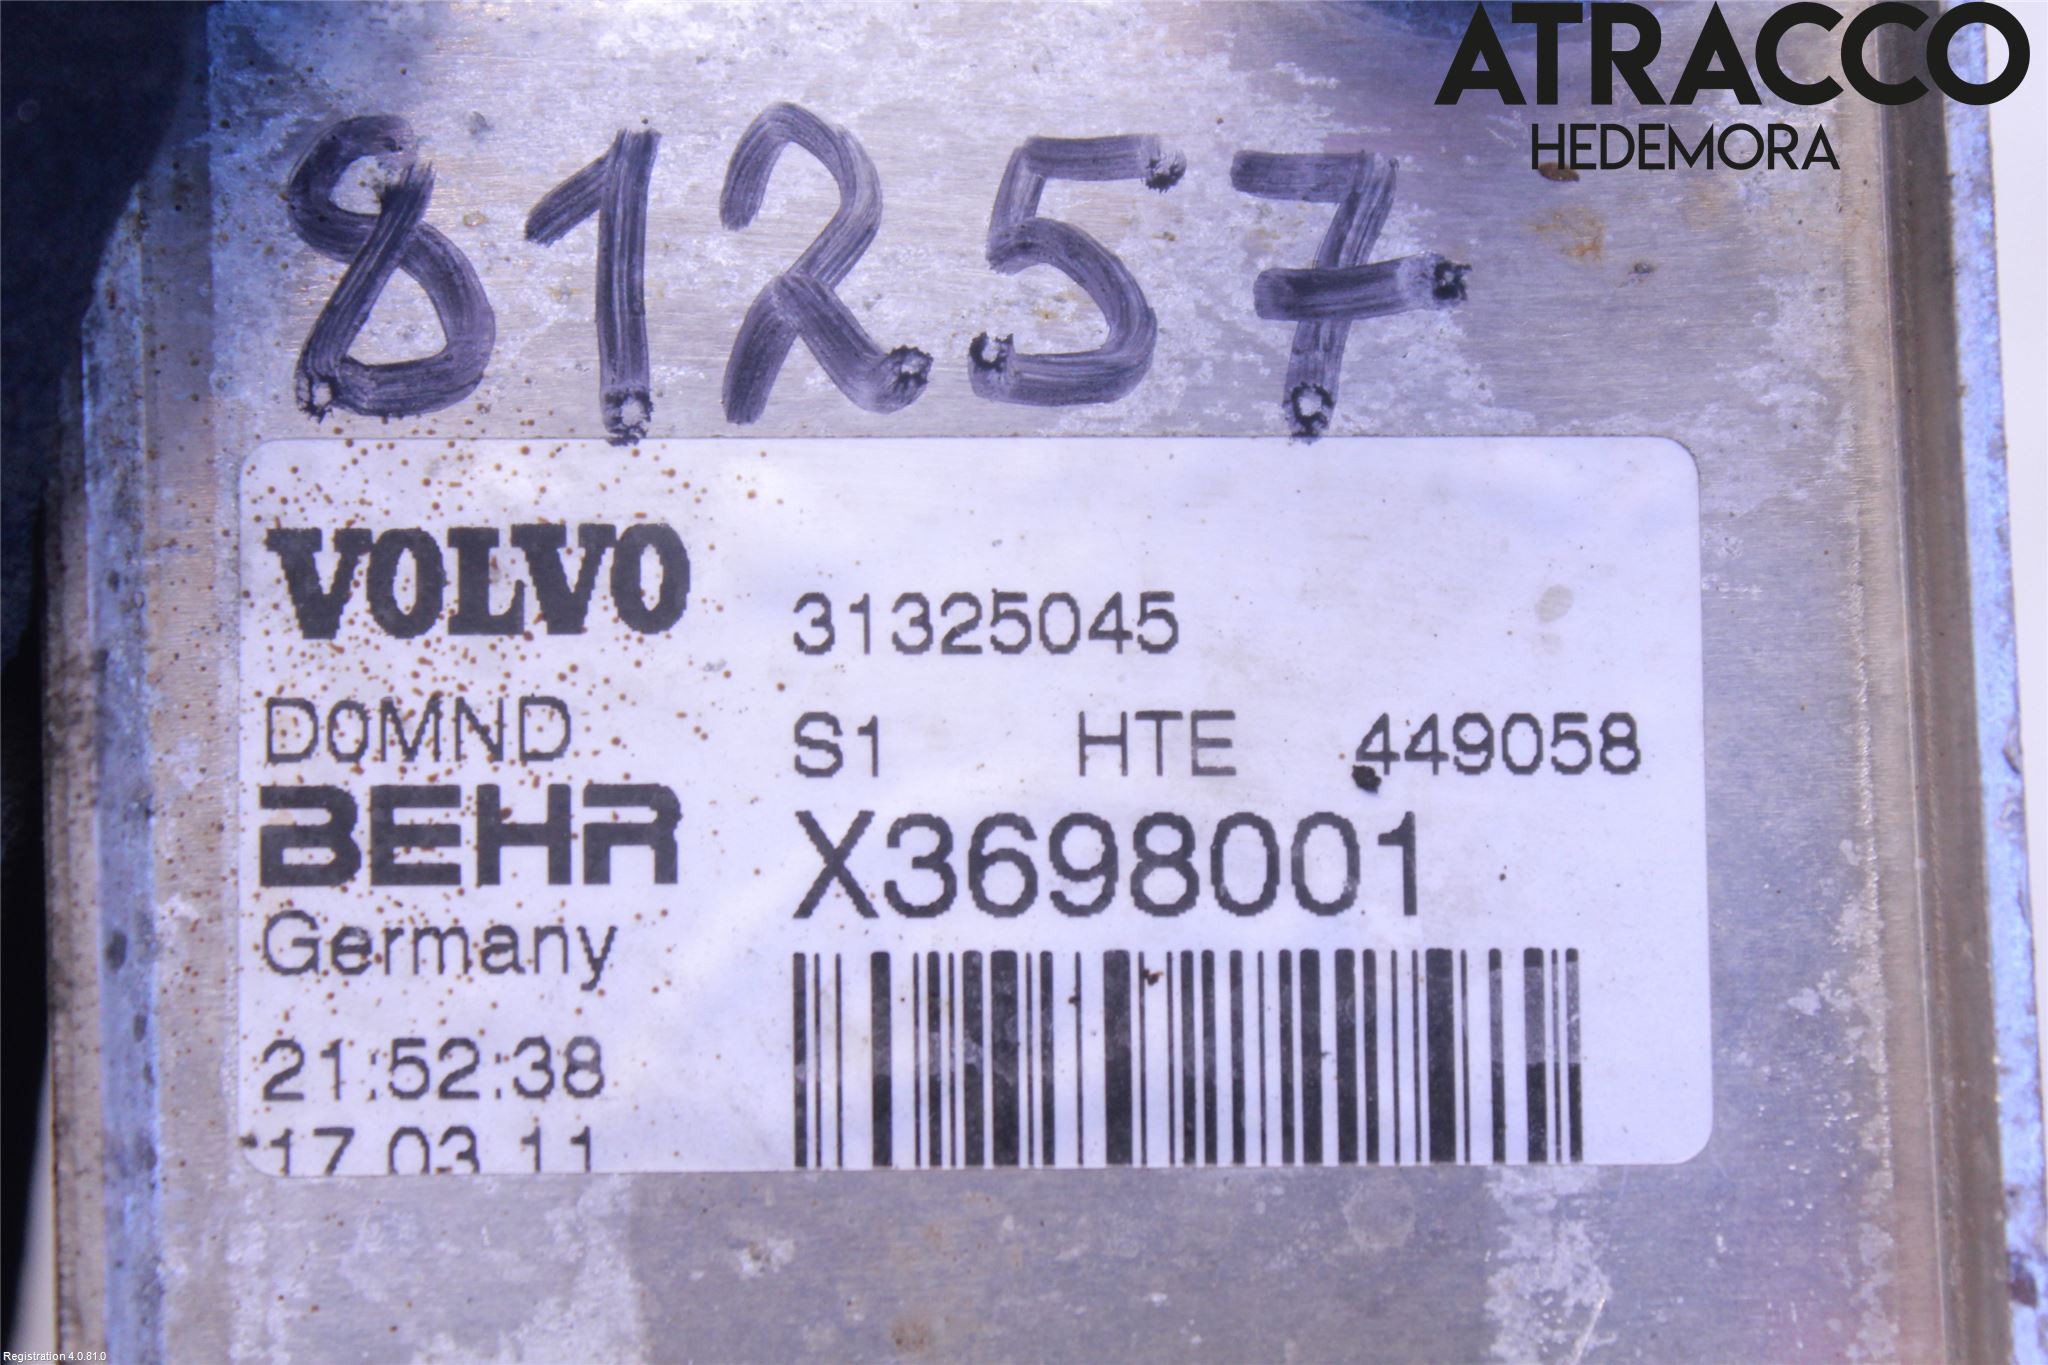 ATRACCO
HEDEMORA
81257
VOLVO
31325045
D0MND
S1 HTE 449058
BEHR
X3698001
Germany
21:52:38
17.03.11
Registration 4.0.81.0